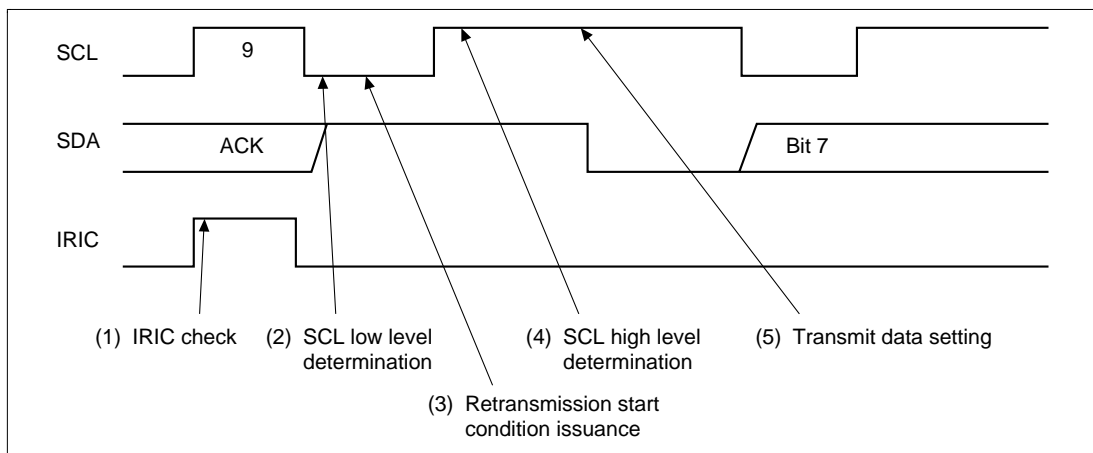 SCL
9
SDA
ACK
Bit 7
IRIC
(1) IRIC check
(2) SCL low level
determination
(4) SCL high level
determination
(5) Transmit data setting
(3) Retransmission start
condition issuance